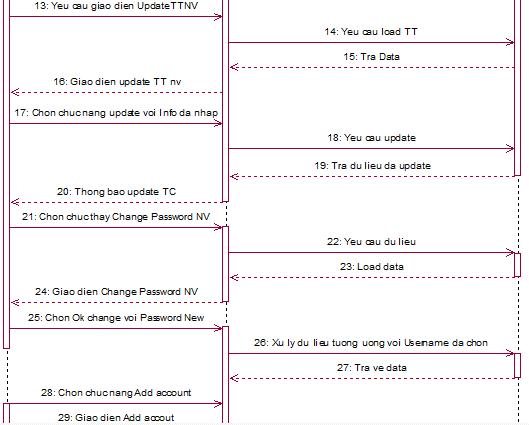 13: Yeu cau giao dien UpdateTTNV
14: Yeu cau load TT
15: Tra Data
16: Giao dien update TT nv
17: Chon chuc nang update voi Info da nhap
18: Yeu cau update
19: Tra du lieu da update
20: Thong bao update TC
21: Chon chuc thay Change Password NV
22: Yeu cau du lieu
23: Load data
24: Giao dien Change Password NV
25: Chon Ok change voi Password New
26: Xu ly du lieu tuong uong voi Username da chon
27: Tra ve data
28: Chon chuc nang Add account
29: Giao dien Add accout